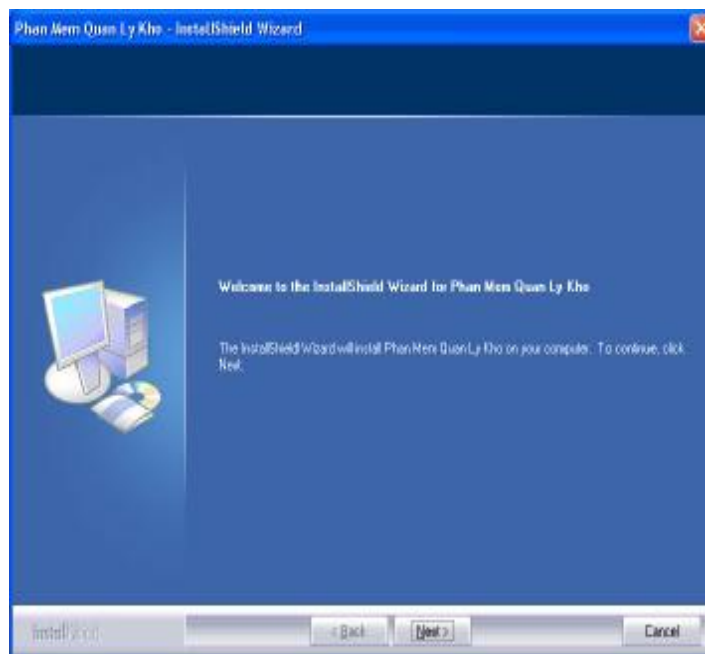 Phan Mem Quan Ly Kho - InstallShield Wizard
Welcome to the InstallShield Wizard for Phan Mem Quan Ly Kho
The InstallShield Wizard will install Phan Mem Quan Ly Kho on your computer. To continue, click
Next.
< Back
Next >
Cancel